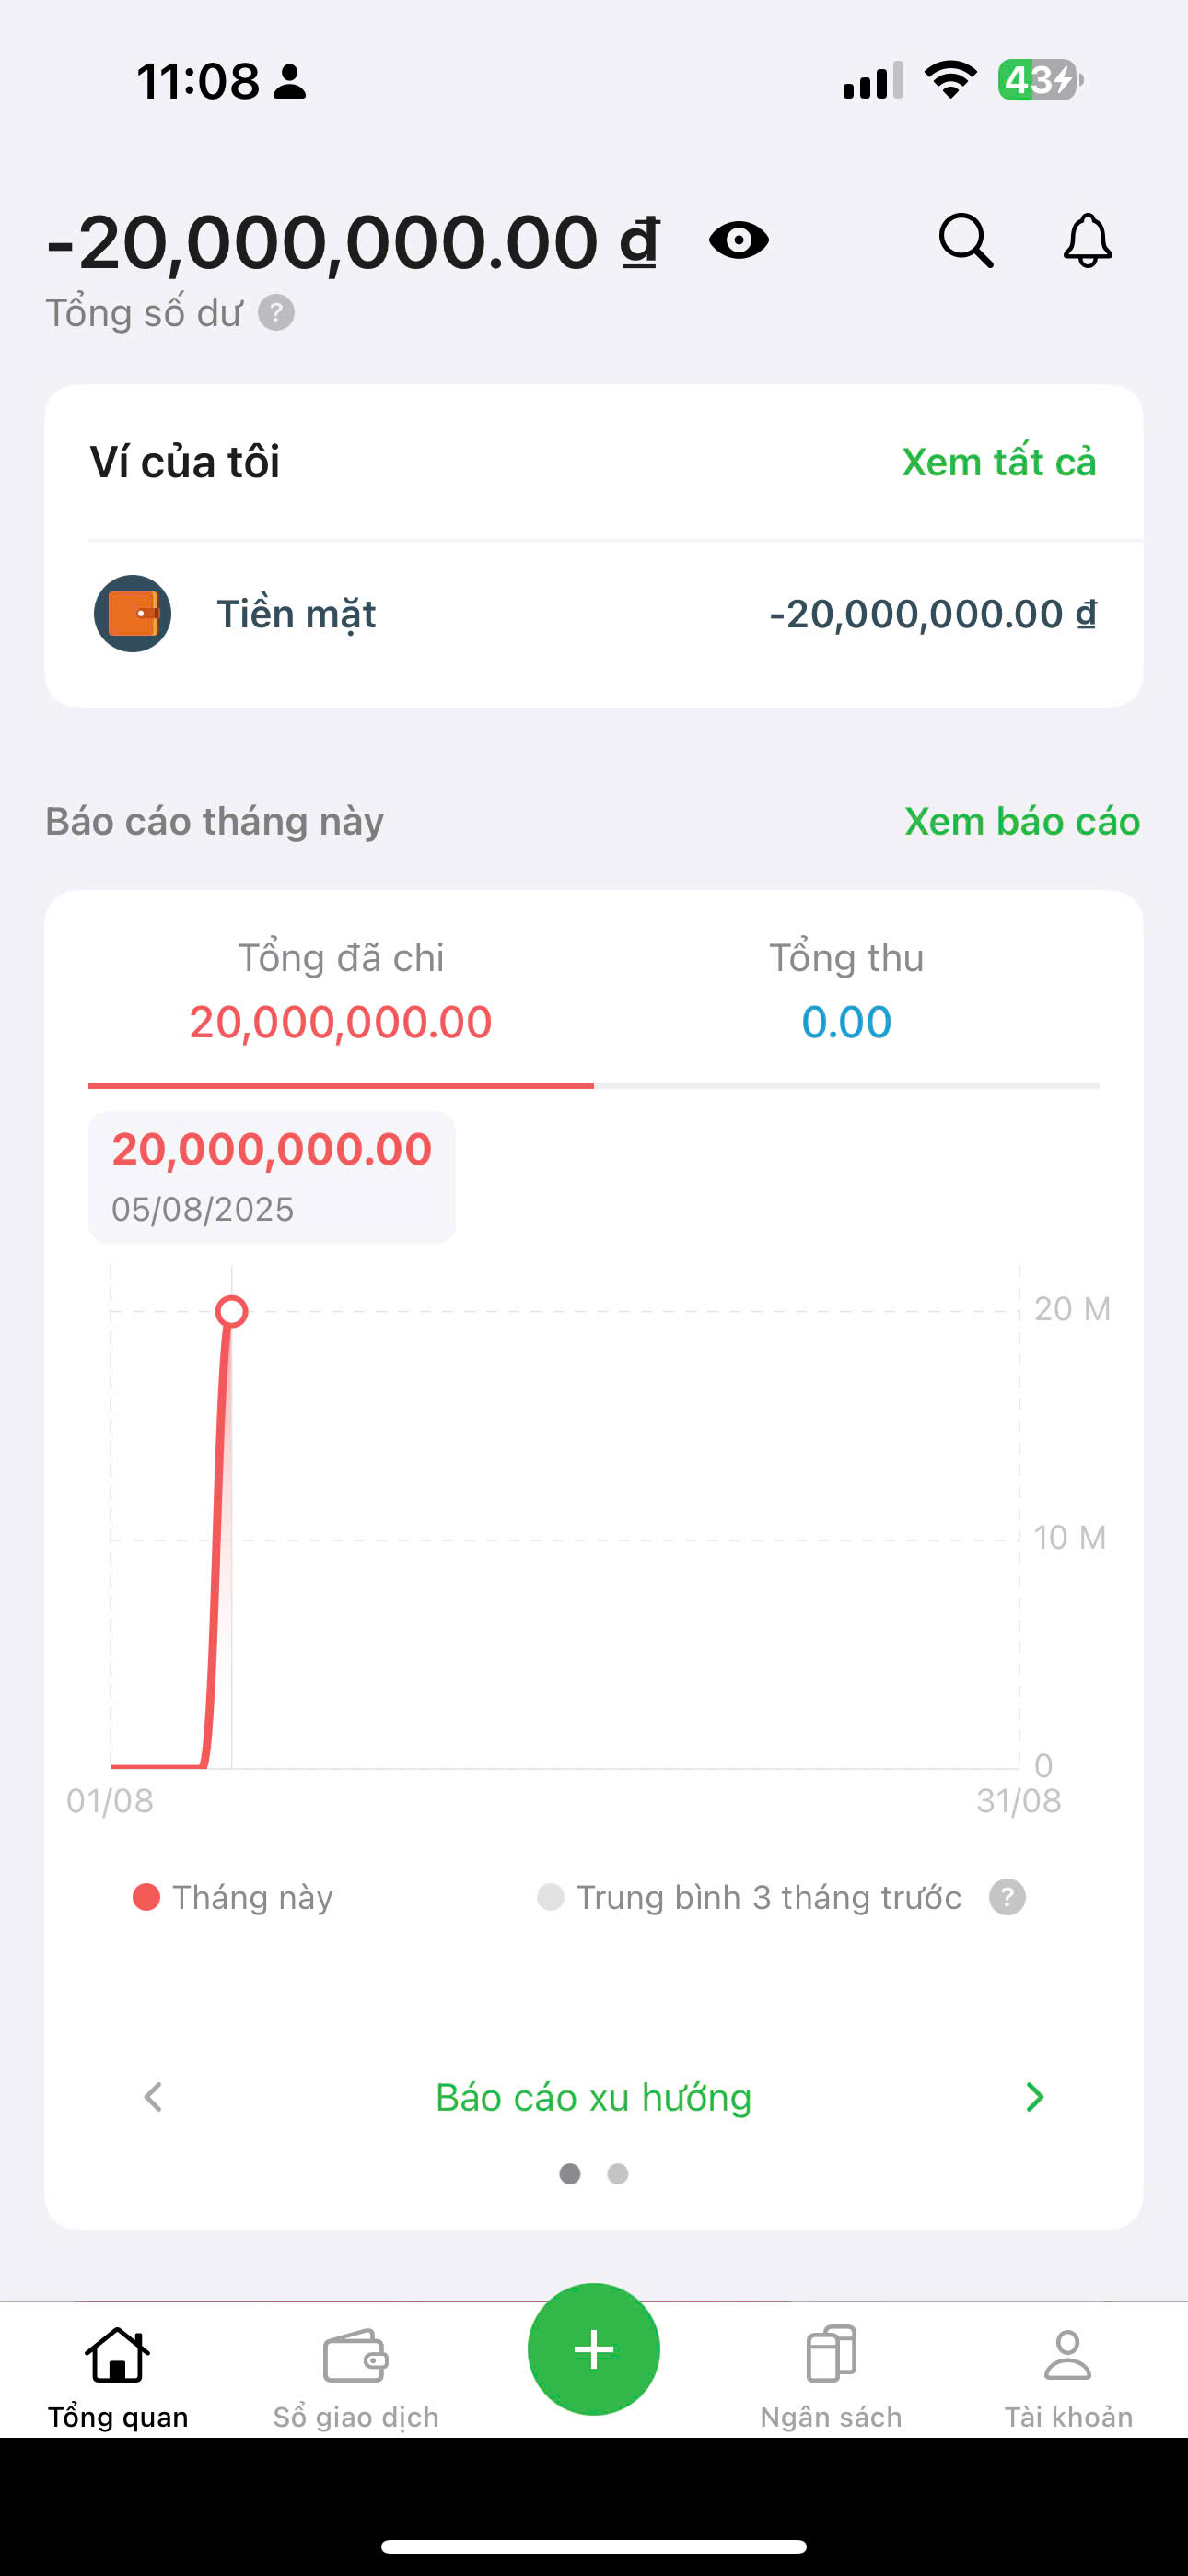 11:08
43
-20,000,000.00 ₫
Tổng số dư ?
Ví của tôi
Xem tất cả
Tiền mặt
-20,000,000.00 ₫
Báo cáo tháng này
Xem báo cáo
Tổng đã chi
Tổng thu
20,000,000.00
0.00
20,000,000.00
05/08/2025
20 M
10 M
0
01/08
31/08
Tháng này
Trung bình 3 tháng trước ?
Báo cáo xu hướng
Tổng quan
Sổ giao dịch
Ngân sách
Tài khoản